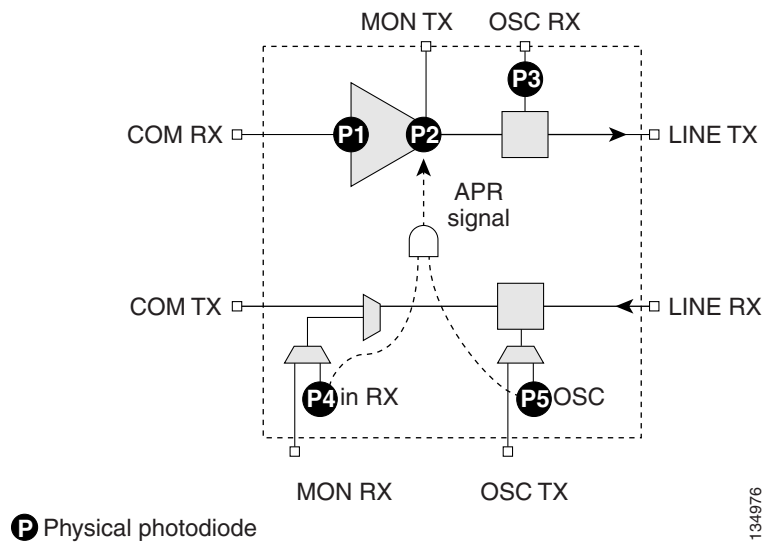 MON TX OSC RX
P3
COM RX P1 P2 LINE TX
APR
signal
COM TX LINE RX
P4 in RX P5 OSC
MON RX OSC TX
P Physical photodiode
134976